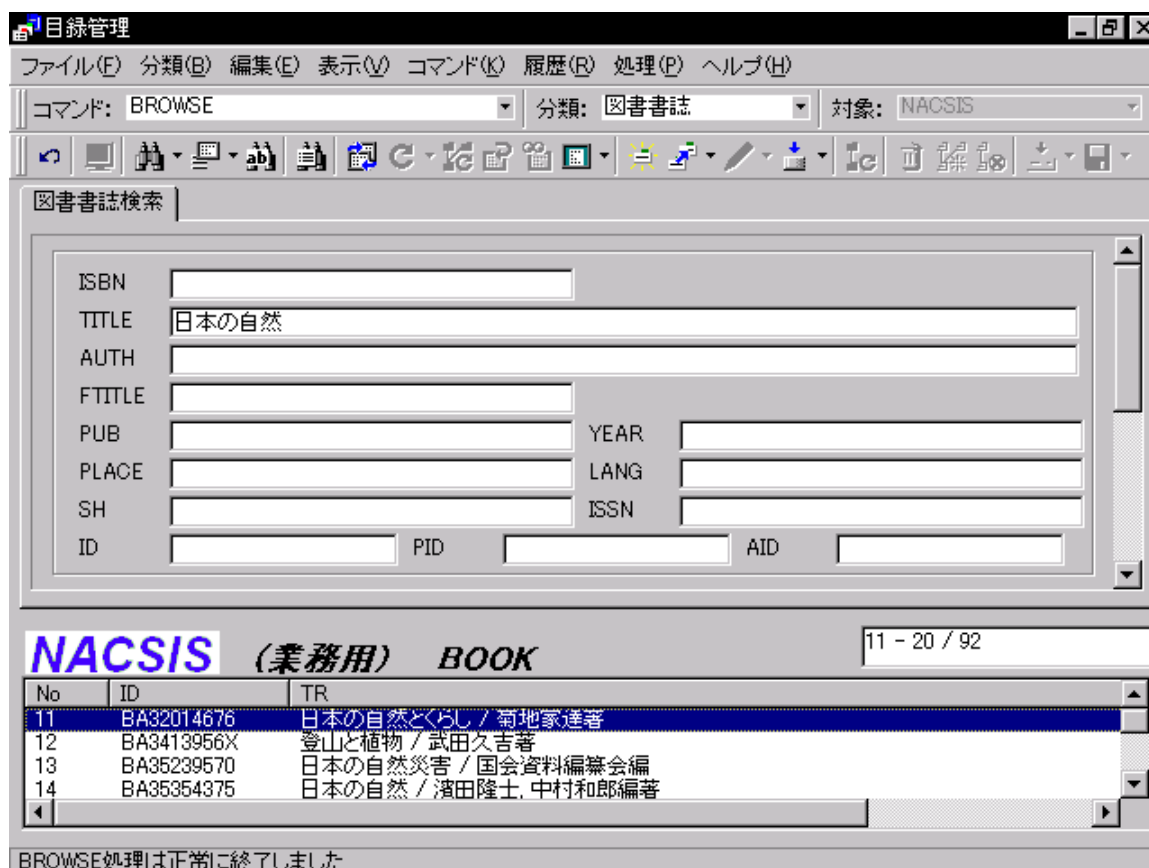 目録管理
ファイル(F) 分類(B) 編集(E) 表示(V) コマンド(K) 履歴(R) 処理(P) ヘルプ(H)
コマンド: BROWSE 分類: 図書書誌 対象: NACSIS
図書書誌検索
ISBN
TITLE 日本の自然
AUTH
FTITLE
PUB YEAR
PLACE LANG
SH ISSN
ID PID AID
NACSIS (業務用) BOOK 11 - 20 / 92
No ID TR
11 BA32014676 日本の自然とくらし / 菊地家達著
12 BA3413956X 登山と植物 / 武田久吉著
13 BA35239570 日本の自然災害 / 国会資料編纂会編
14 BA35354375 日本の自然 / 濱田隆士, 中村和郎編著
BROWSE処理は正常に終了しました